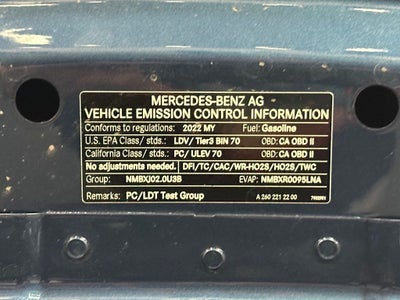 MERCEDES-BENZ AG
VEHICLE EMISSION CONTROL INFORMATION
Conforms to regulations: 2022 MY Fuel: Gasoline
U.S. EPA Class/ stds.: LDV/ Tier3 BIN 70 OBD: CA OBD II
California Class/ stds.: PC/ ULEV 70 OBD: CA OBD II
No adjustments needed. DFI/TC/CAC/WR-HO2S/HO2S/TWC
Group: NMBXJ02.0U3B EVAP: NMBXR0095LNA
Remarks: PC/LDT Test Group A 260 221 22 00